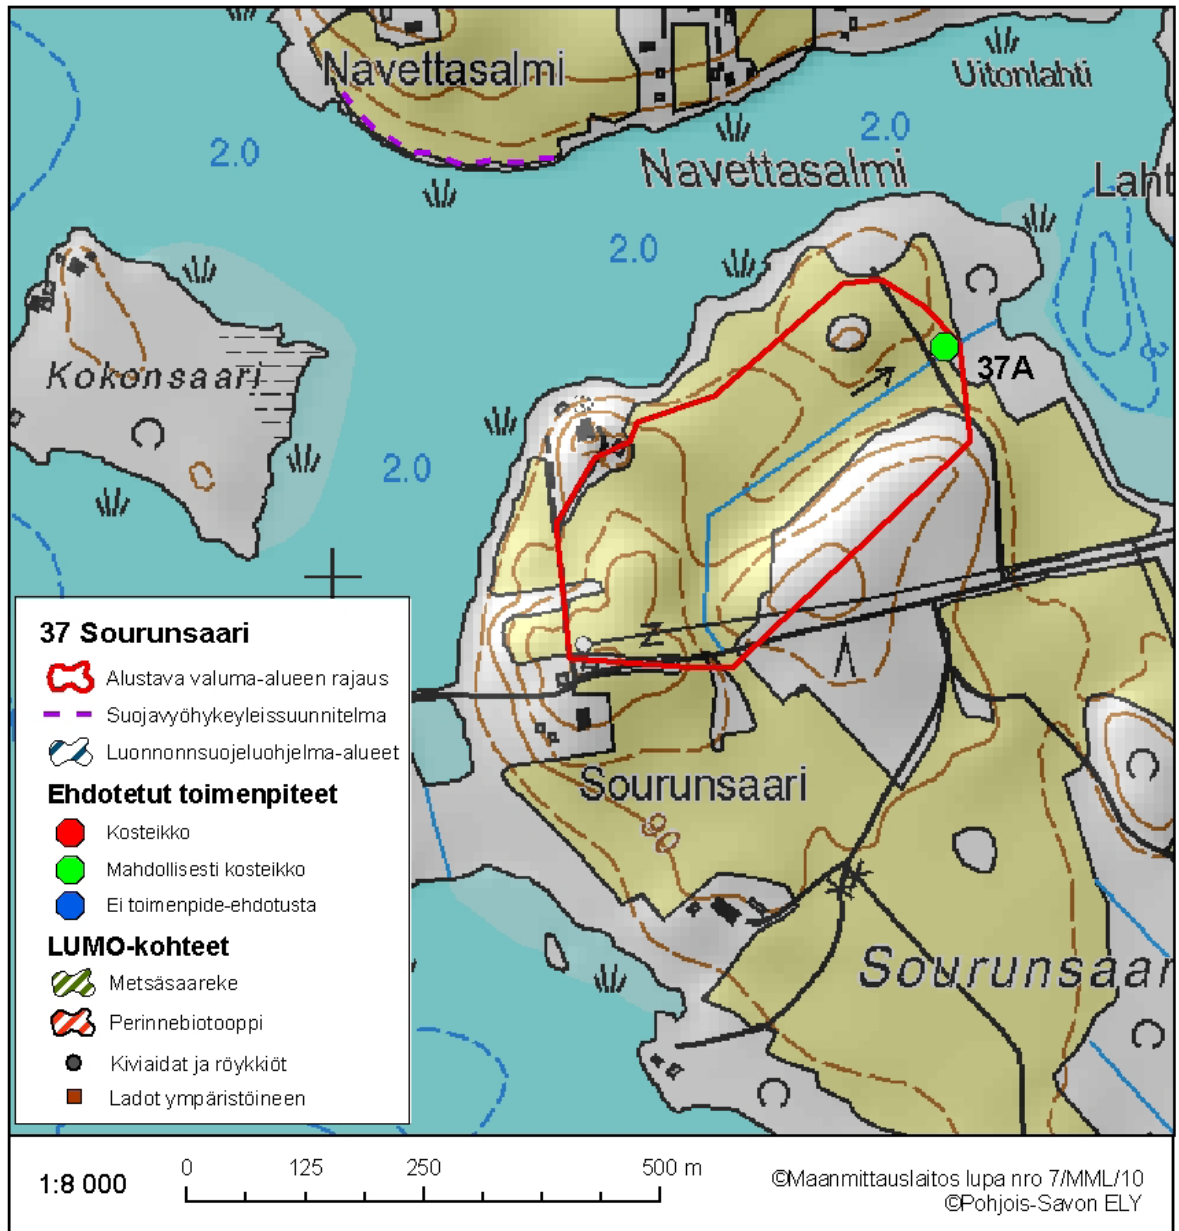 2.0
Navettasalmi
Uitonlahti
2.0
2.0
Navettasalmi
Laht
2.0
37A
Kokonsaari
2.0
37 Sourunsaari
Alustava valuma-alueen rajaus
Suojavyöhykeyleissuunnitelma
Luonnonnsuojeluohjelma-alueet
Ehdotetut toimenpiteet
Kosteikko
Mahdollisesti kosteikko
Ei toimenpide-ehdotusta
LUMO-kohteet
Metsäsaareke
Perinnebiotooppi
Kiviaidat ja röykkiöt
Ladot ympäristöineen
Sourunsaari
Sourunsaar
1:8 000
0 125 250 500 m
©Maanmittauslaitos lupa nro 7/MML/10
©Pohjois-Savon ELY